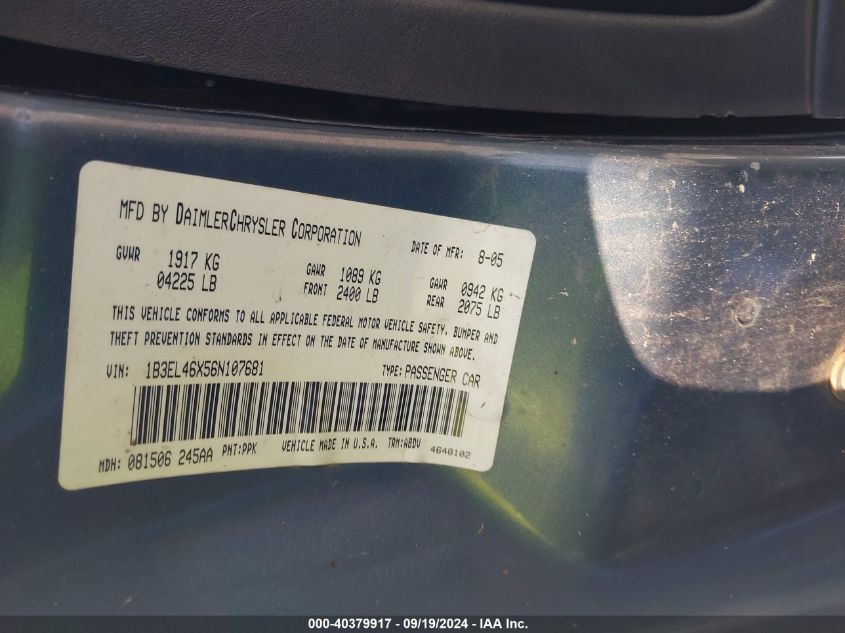 MFD BY DAIMLERCHRYSLER CORPORATION DATE OF MFR: 8-05
GVWR 1917 KG GAWR 1089 KG GAWR 0942 KG
04225 LB FRONT 2400 LB REAR 2075 LB
THIS VEHICLE CONFORMS TO ALL APPLICABLE FEDERAL MOTOR VEHICLE SAFETY, BUMPER AND
THEFT PREVENTION STANDARDS IN EFFECT ON THE DATE OF MANUFACTURE SHOWN ABOVE.
VIN: 1B3EL46X56N107681 TYPE: PASSENGER CAR
MDH: 081506 245AA PNT:PPK VEHICLE MADE IN U.S.A. TRM:ABDV 4648102
000-40379917 - 09/19/2024 - IAA Inc.